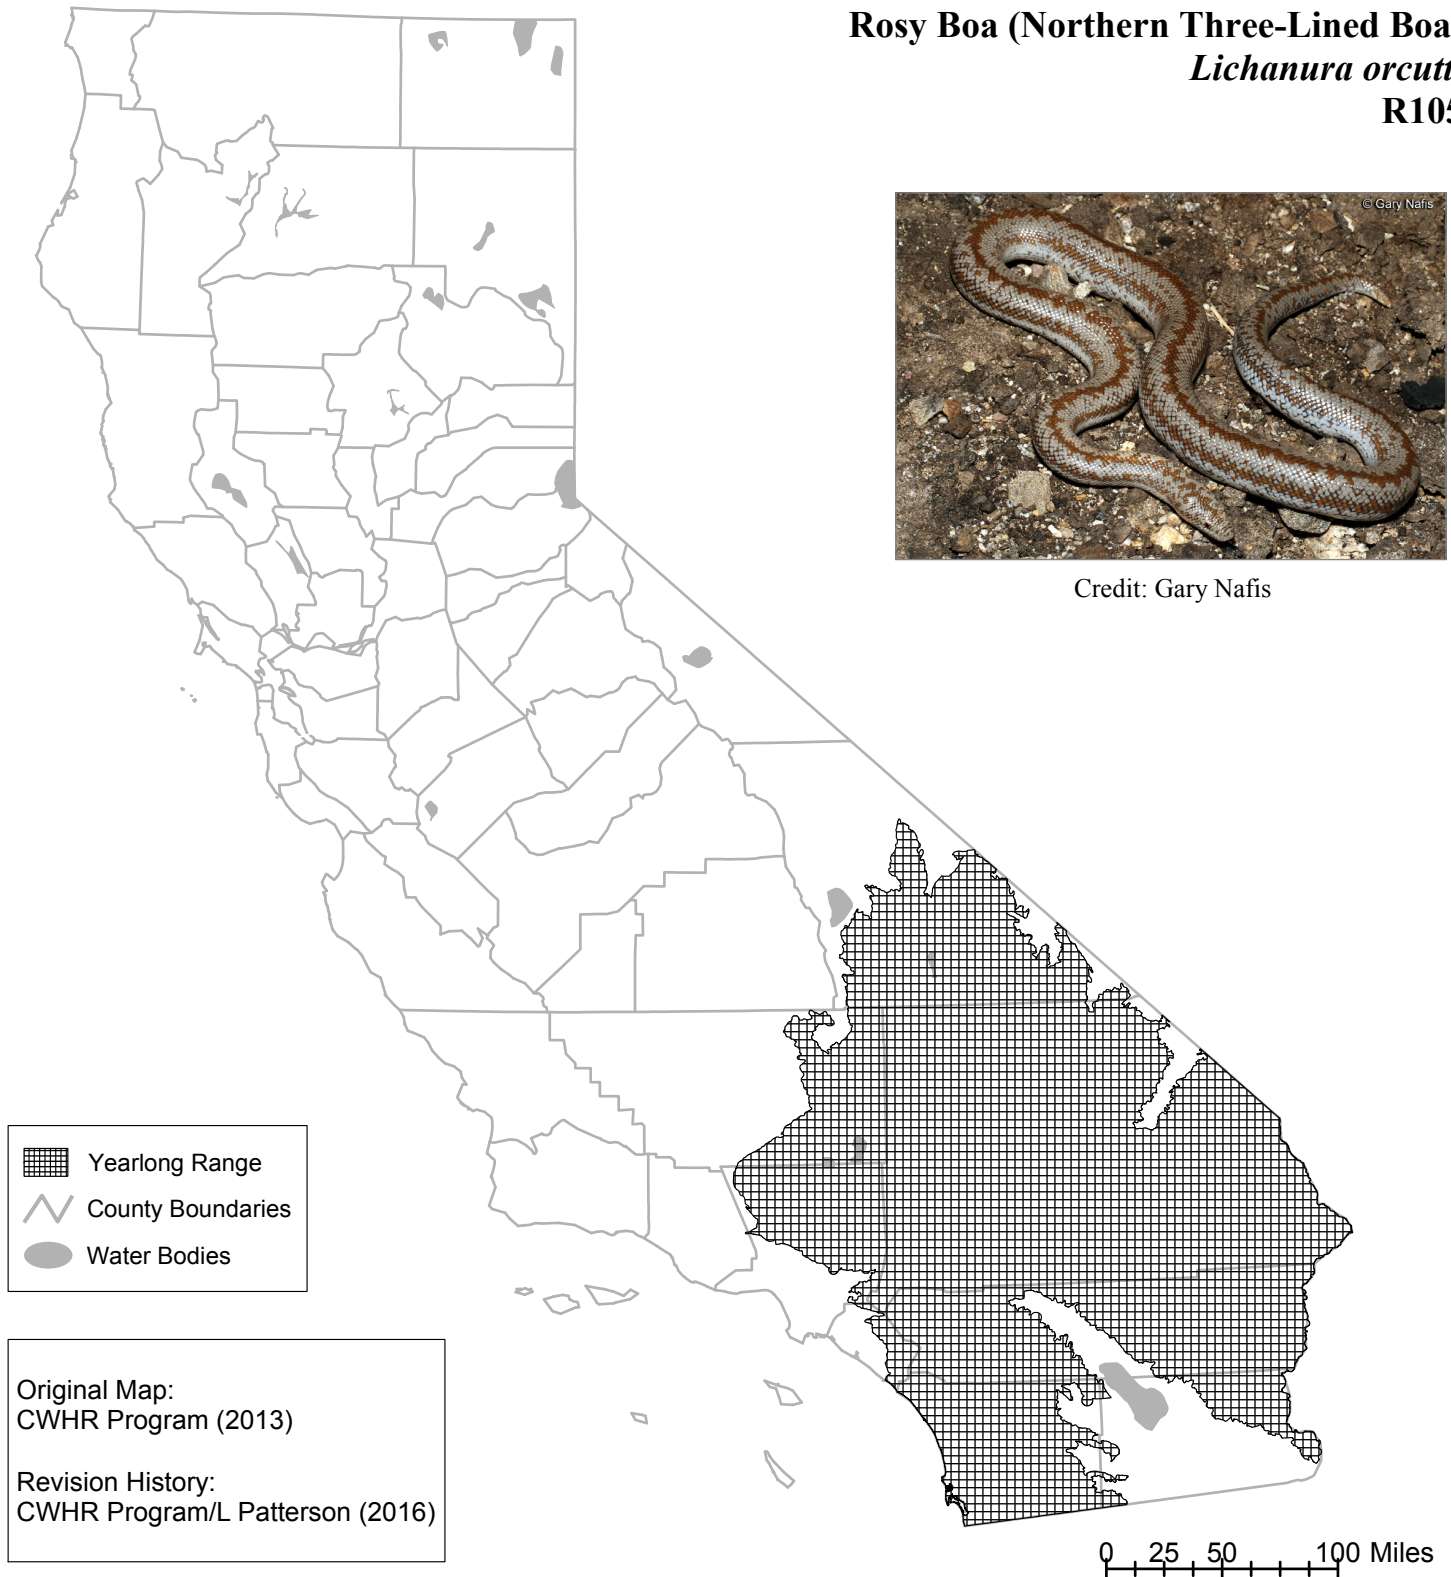 Rosy Boa (Northern Three-Lined Boa
Lichanura orcutt
R105
© Gary Nafis
Credit: Gary Nafis
Yearlong Range
County Boundaries
Water Bodies
Original Map:
CWHR Program (2013)
Revision History:
CWHR Program/L Patterson (2016)
0 25 50 100 Miles